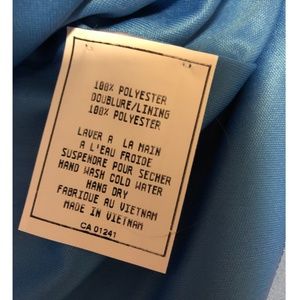 100% POLYESTER
DOUBLURE/LINING
100% POLYESTER
LAVER A LA MAIN
A L'EAU FROIDE
SUSPENDRE POUR SECHER
HAND WASH COLD WATER
HANG DRY
FABRIQUE AU VIETNAM
MADE IN VIETNAM
CA 01241